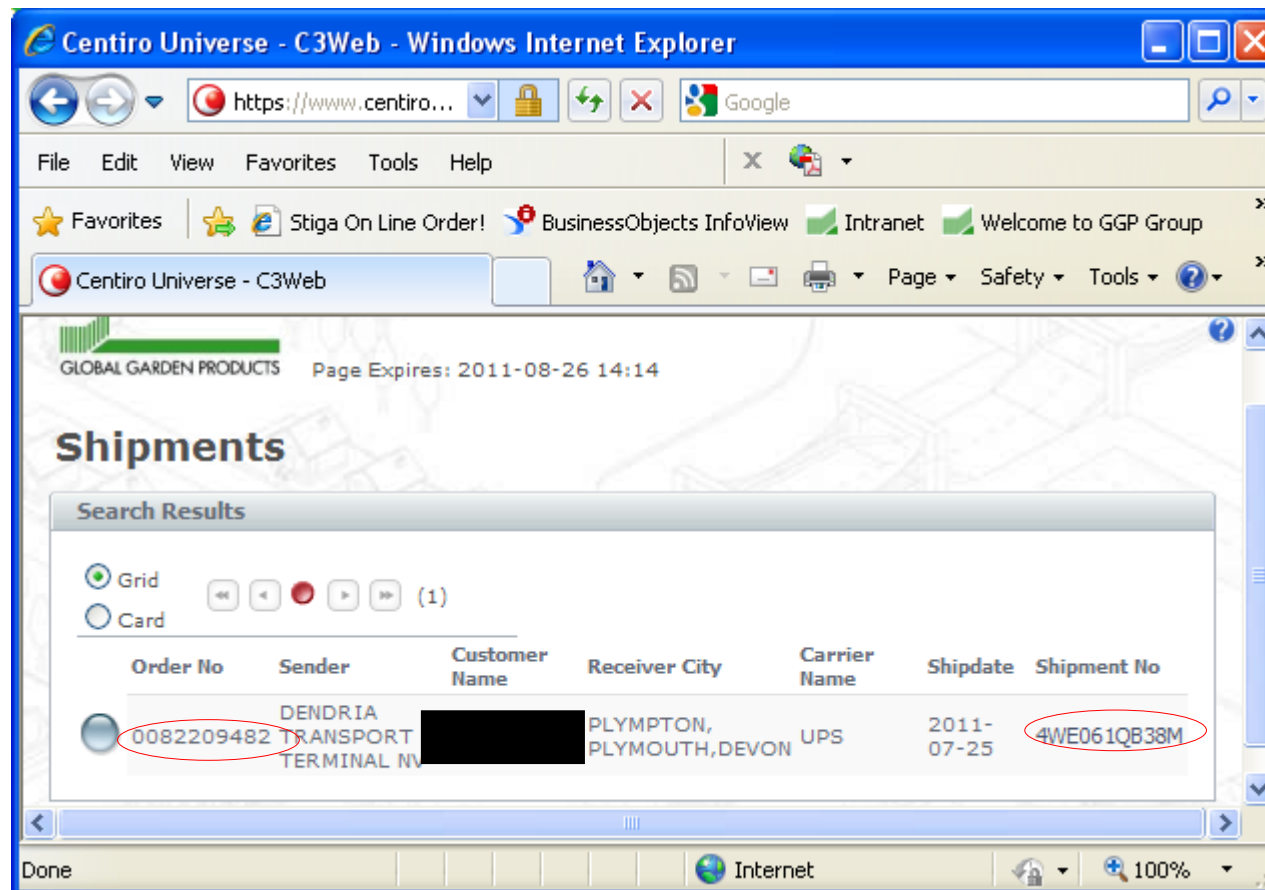 Centiro Universe - C3Web - Windows Internet Explorer
https://www.centiro... Google
File Edit View Favorites Tools Help x
Favorites Stiga On Line Order! BusinessObjects InfoView Intranet Welcome to GGP Group »
Centiro Universe - C3Web Page Safety Tools »
GLOBAL GARDEN PRODUCTS Page Expires: 2011-08-26 14:14
Shipments
Search Results
Grid
(1)
Card
Order No Sender Customer Name Receiver City Carrier Name Shipdate Shipment No
0082209482 DENDRIA TRANSPORT TERMINAL NV PLYMPTON, PLYMOUTH,DEVON UPS 2011-07-25 4WE061QB38M
Done Internet 100%